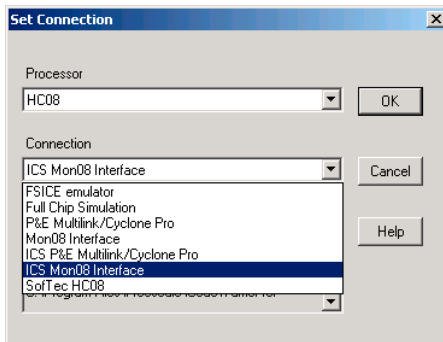 Set Connection
Processor
HC08
OK
Connection
ICS Mon08 Interface
Cancel
FSICE emulator
Full Chip Simulation
P&E Multilink/Cyclone Pro
Mon08 Interface
Help
ICS P&E Multilink/Cyclone Pro
ICS Mon08 Interface
SofTec HC08